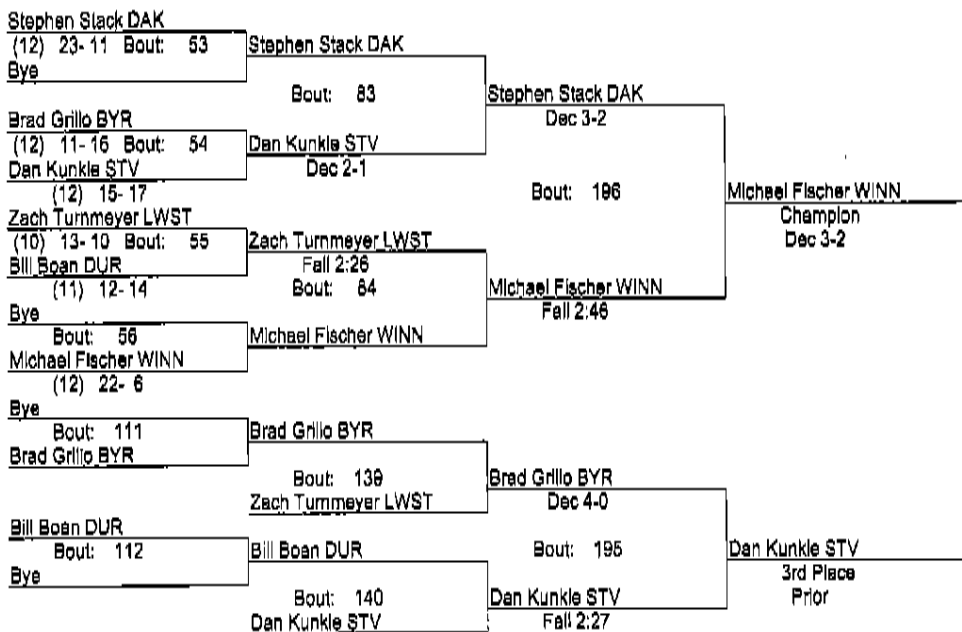 Stephen Stack DAK
(12) 23- 11 Bout: 53
Bye
Stephen Stack DAK
Bout: 83
Brad Grillo BYR
(12) 11- 16 Bout: 54
Dan Kunkle STV
(12) 15- 17
Dan Kunkle STV
Dec 2-1
Stephen Stack DAK
Dec 3-2
Bout: 196
Zach Turnmeyer LWST
(10) 13- 10 Bout: 55
Bill Boan DUR
(11) 12- 14
Zach Turnmeyer LWST
Fall 2:26
Bout: 84
Bye
Bout: 56
Michael Fischer WINN
(12) 22- 6
Michael Fischer WINN
Michael Fischer WINN
Fall 2:46
Michael Fischer WINN
Champion
Dec 3-2
Bye
Bout: 111
Brad Grillo BYR
Brad Grillo BYR
Bout: 139
Zach Turnmeyer LWST
Brad Grillo BYR
Dec 4-0
Bout: 195
Bill Boan DUR
Bout: 112
Bye
Bill Boan DUR
Bout: 140
Dan Kunkle STV
Dan Kunkle STV
Fall 2:27
Dan Kunkle STV
3rd Place
Prior